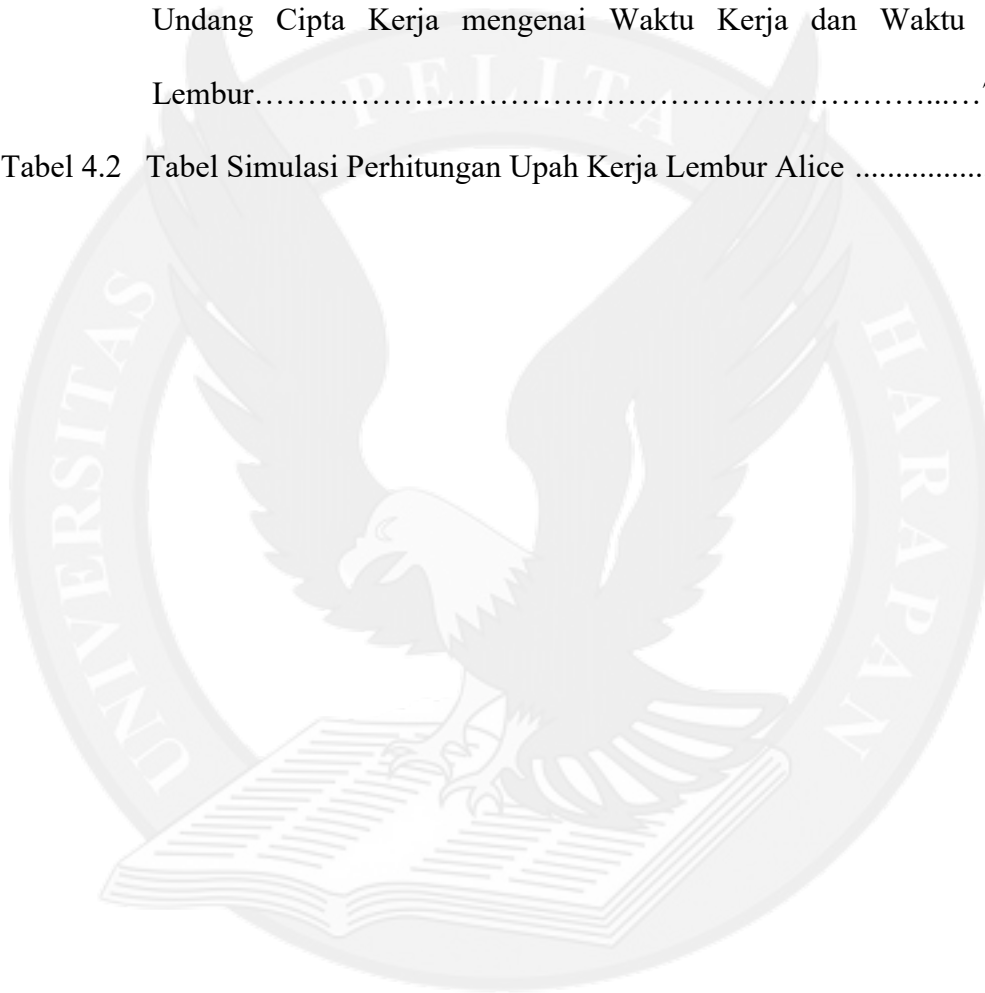 Undang Cipta Kerja mengenai Waktu Kerja dan Waktu
Lembur……………………………………………………...…
Tabel 4.2 Tabel Simulasi Perhitungan Upah Kerja Lembur Alice ................
UNIVERSITAS PELITA HARAPAN